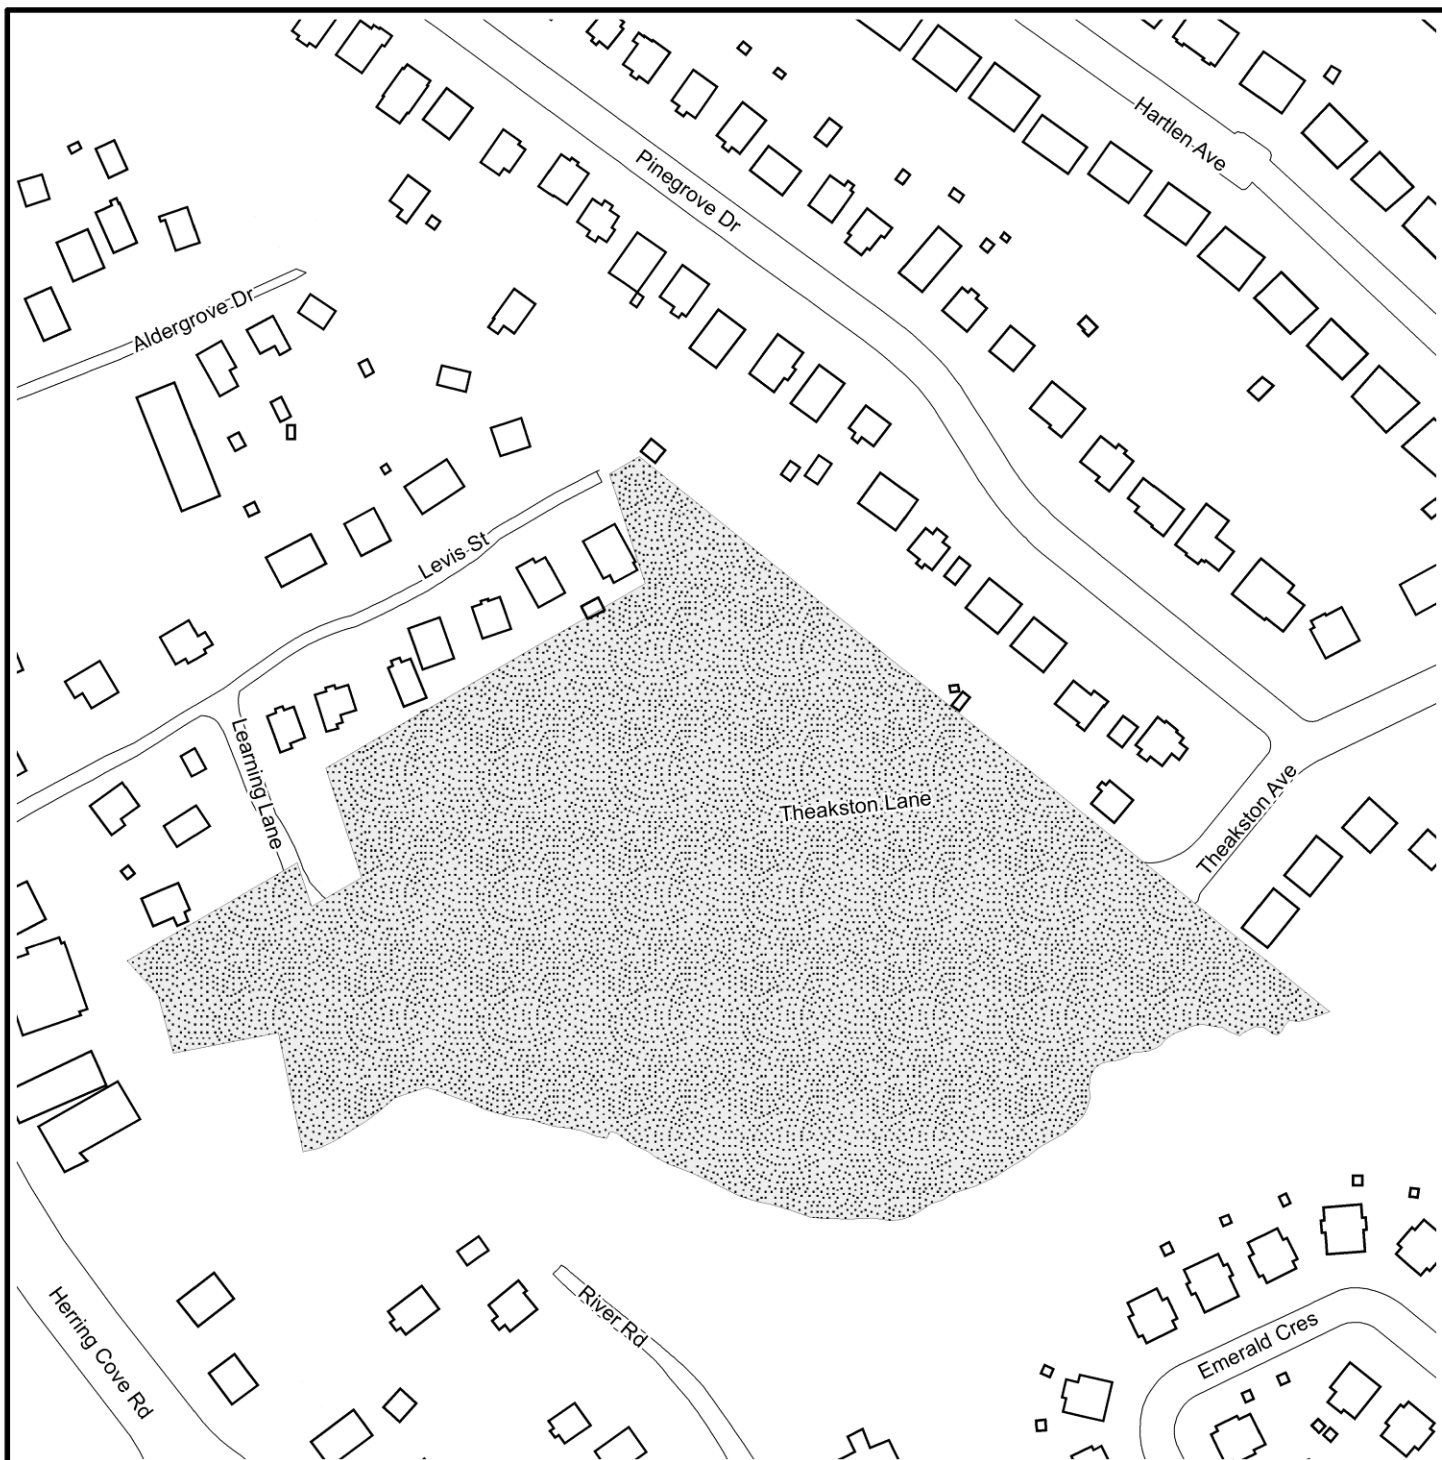 Hartlen Ave
Pinegrove Dr
Aldergrove Dr
Levis St
Learning Lane
Theakston Lane
Theakston Ave
River Rd
Herring Cove Rd
Emerald Cres